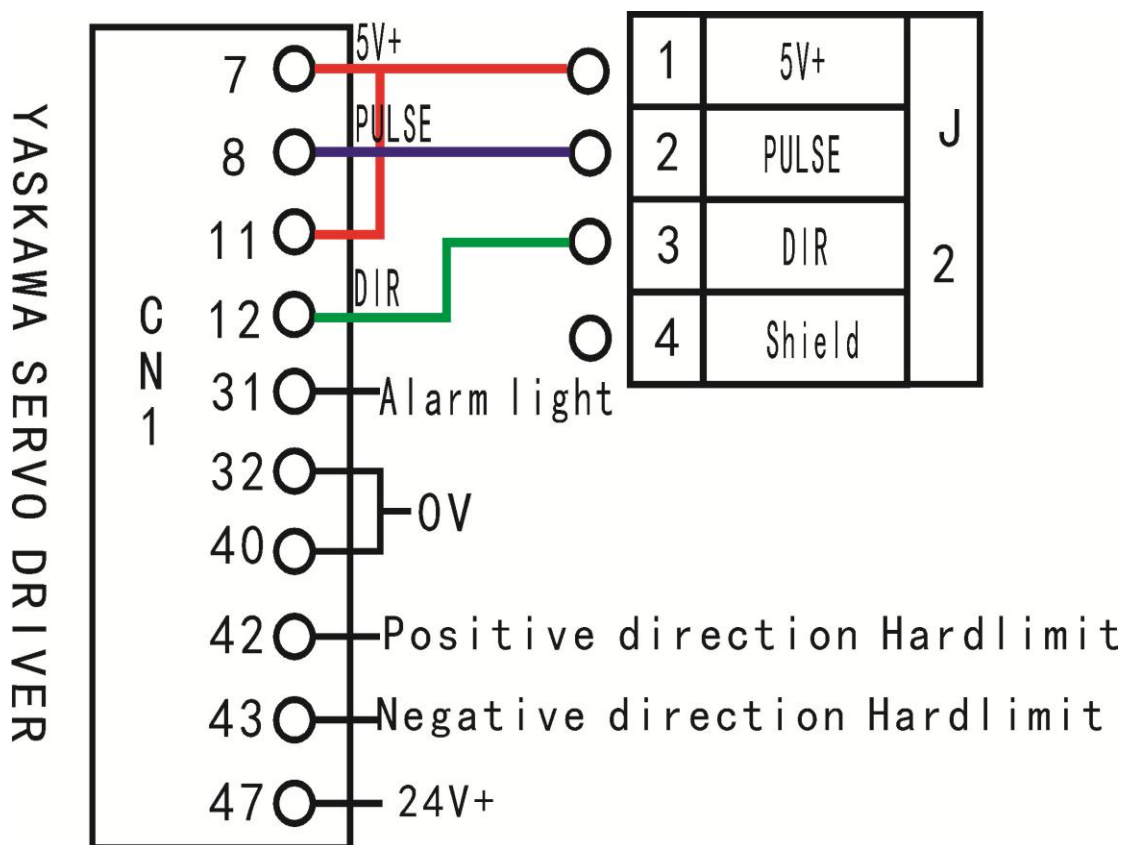 YASKAWA SERVO DRIVER
CN1
7
5V+
8
PULSE
11
12
DIR
31
Alarm light
32
40
0V
42
Positive direction Hardlimit
43
Negative direction Hardlimit
47
24V+
1 5V+
2 PULSE
3 DIR
4 Shield
J2